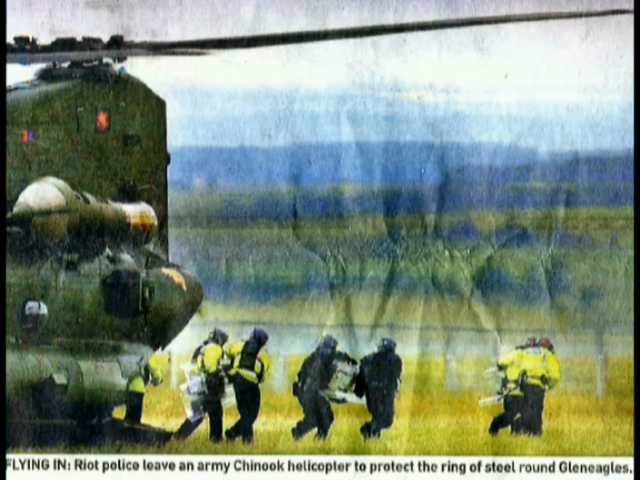 FLYING IN: Riot police leave an army Chinook helicopter to protect the ring of steel round Gleneagles.